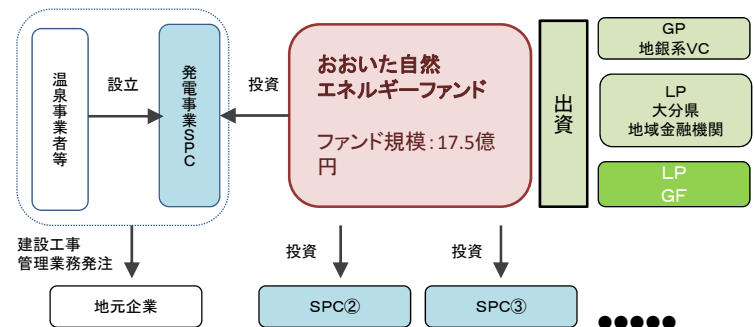 温泉事業者等
設立
発電事業SPC
投資
おおいた自然
エネルギーファンド
ファンド規模：17.5億
円
出資
GP
地銀系VC
LP
大分県
地域金融機関
LP
GF
建設工事
管理業務発注
投資
投資
地元企業
SPC②
SPC③
●●●●●